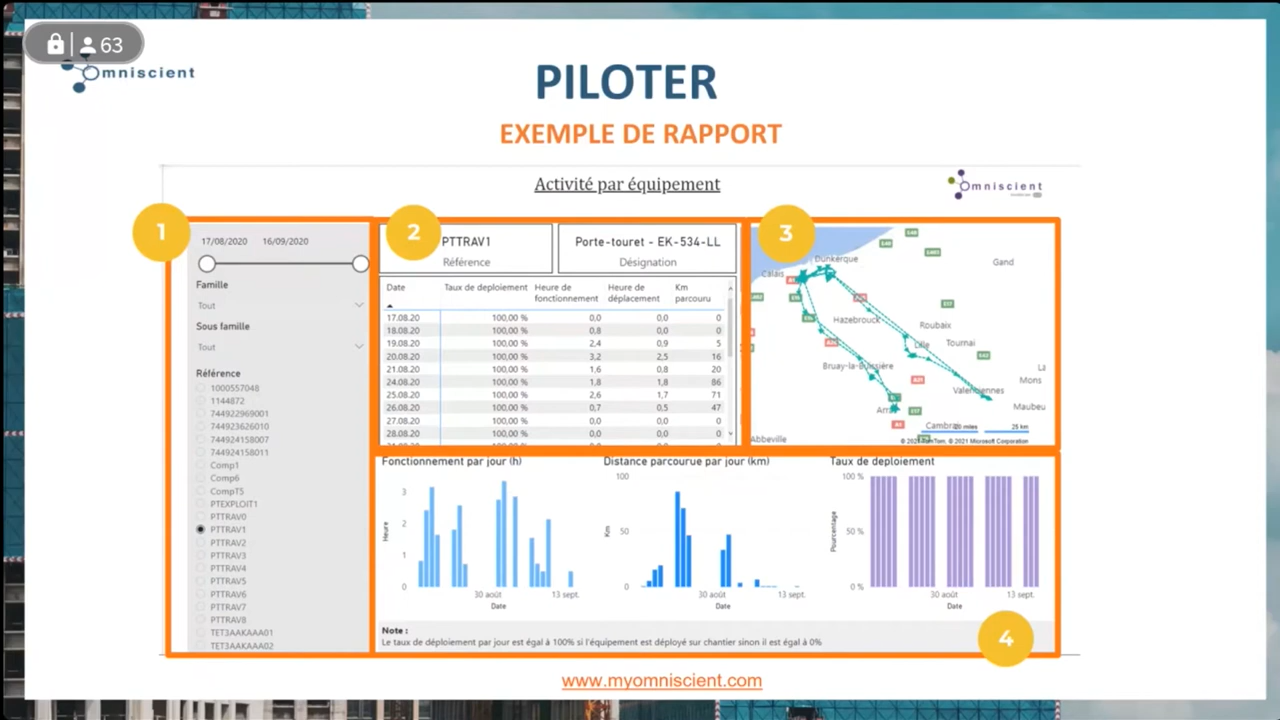 63
Omniscient
PILOTER
EXEMPLE DE RAPPORT
Activité par équipement
Omniscient
1
17/08/2020 16/09/2020
Famille
Tout
Sous famille
Tout
Référence
1000557048
1144872
744922969001
744923626010
744924158007
744924158011
Comp1
Comp6
CompT5
PTEXPLOIT1
PTTRAV0
PTTRAV1
PTTRAV2
PTTRAV3
PTTRAV4
PTTRAV5
PTTRAV6
PTTRAV7
PTTRAV8
TET3AAKAAA01
TET3AAKAAA02
2
PTTRAV1
Référence
Porte-touret - EK-534-LL
Désignation
Date Taux de deploiement Heure de fonctionnement Heure de déplacement Km parcouru
17.08.20 100,00 % 0,0 0,0 0
18.08.20 100,00 % 0,8 0,0 0
19.08.20 100,00 % 2,4 0,9 5
20.08.20 100,00 % 3,2 2,5 16
21.08.20 100,00 % 1,6 0,8 20
24.08.20 100,00 % 1,8 1,8 86
25.08.20 100,00 % 2,6 1,7 71
26.08.20 100,00 % 0,7 0,5 47
27.08.20 100,00 % 0,0 0,0 0
28.08.20 100,00 % 0,0 0,0 0
3
Dunkerque
Calais
Gand
Hazebrouck
Roubaix
Lille
Tournai
Bruay-la-Buissière
Mons
Valenciennes
Maubeu
Arras
Cambrai
25 km
Abbeville
Fonctionnement par jour (h)
Heure
3
2
1
0
30 août 13 sept.
Date
Distance parcourue par jour (km)
Km
100
50
0
30 août 13 sept.
Date
Taux de deploiement
Pourcentage
100 %
50 %
0 %
30 août 13 sept.
Date
Note :
Le taux de déploiement par jour est égal à 100% si l'équipement est déployé sur chantier sinon il est égal à 0%
4
www.myomniscient.com